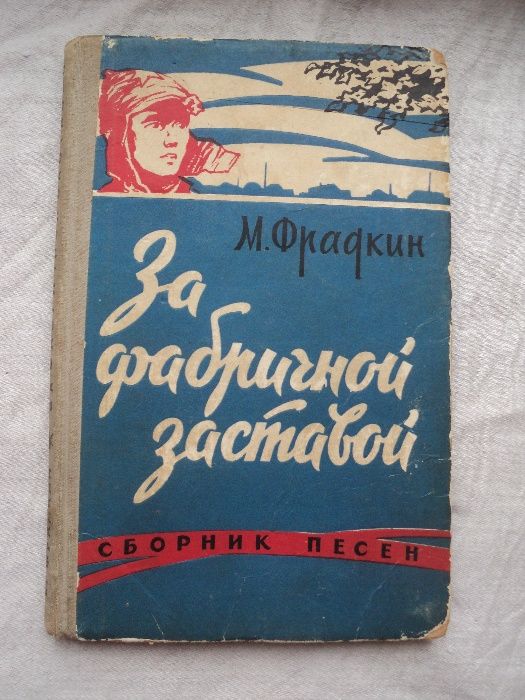 М. Фрадкин
За
фабричной
заставой
СБОРНИК ПЕСЕН